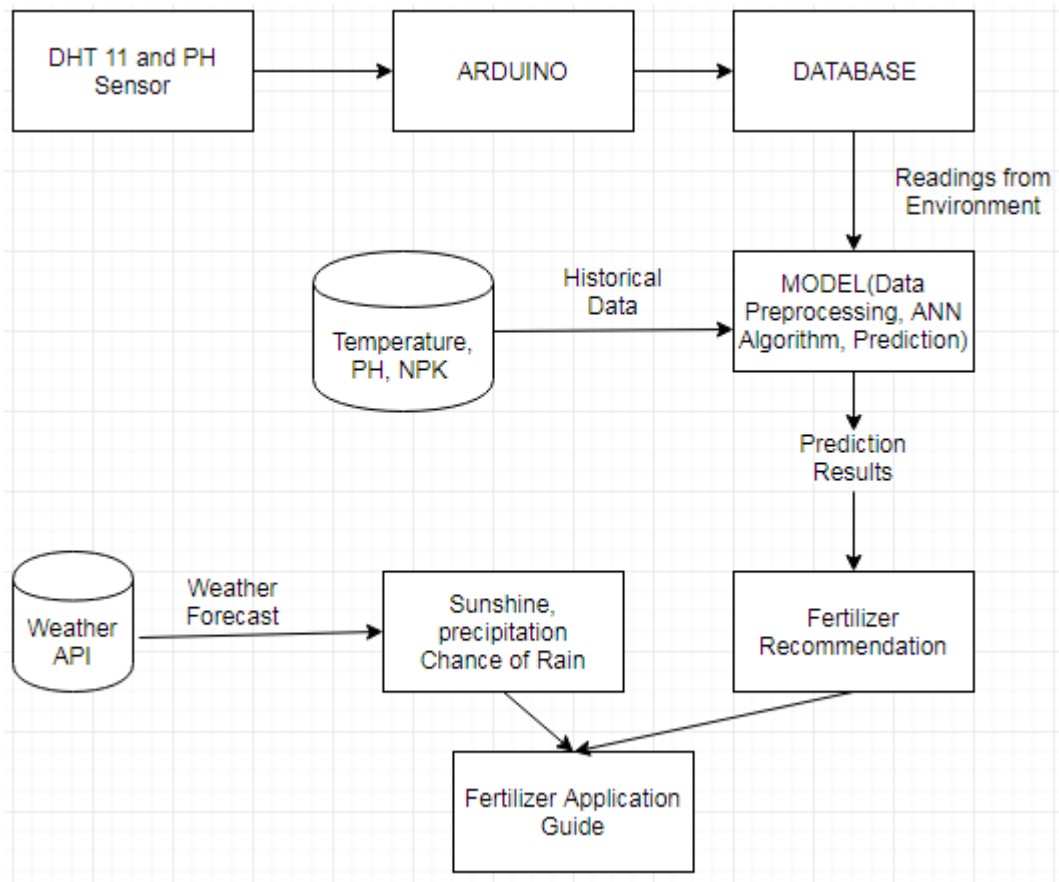 DHT 11 and PH
Sensor
ARDUINO
DATABASE
Readings from
Environment
Historical
Data
Temperature,
PH, NPK
MODEL(Data
Preprocessing, ANN
Algorithm, Prediction)
Prediction
Results
Weather
API
Weather
Forecast
Sunshine,
precipitation
Chance of Rain
Fertilizer
Recommendation
Fertilizer Application
Guide